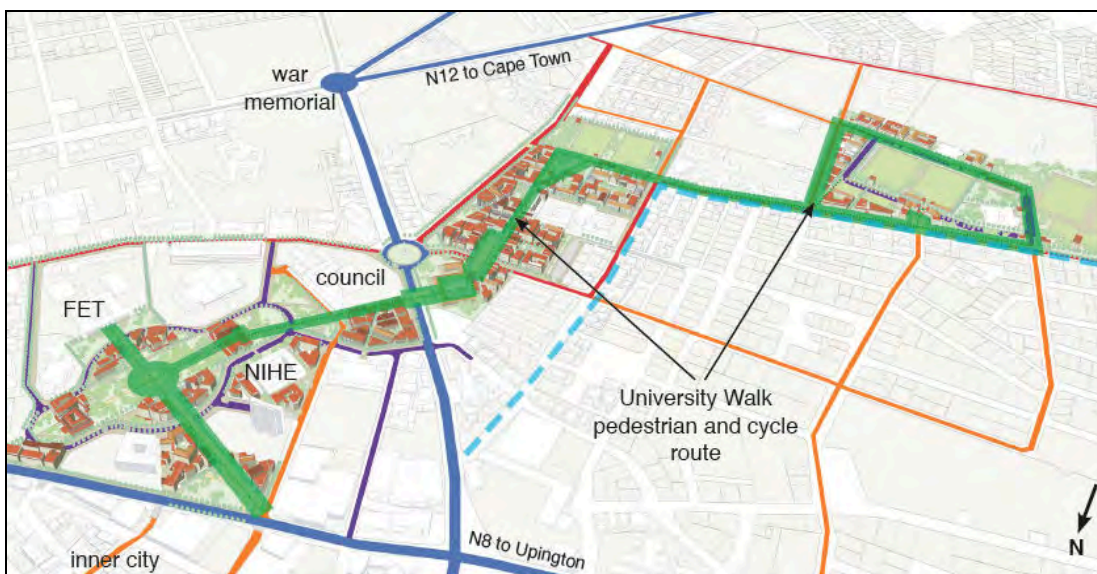 war
memorial
N12 to Cape Town
council
FET
NIHE
University Walk
pedestrian and cycle
route
N8 to Upington
inner city
N